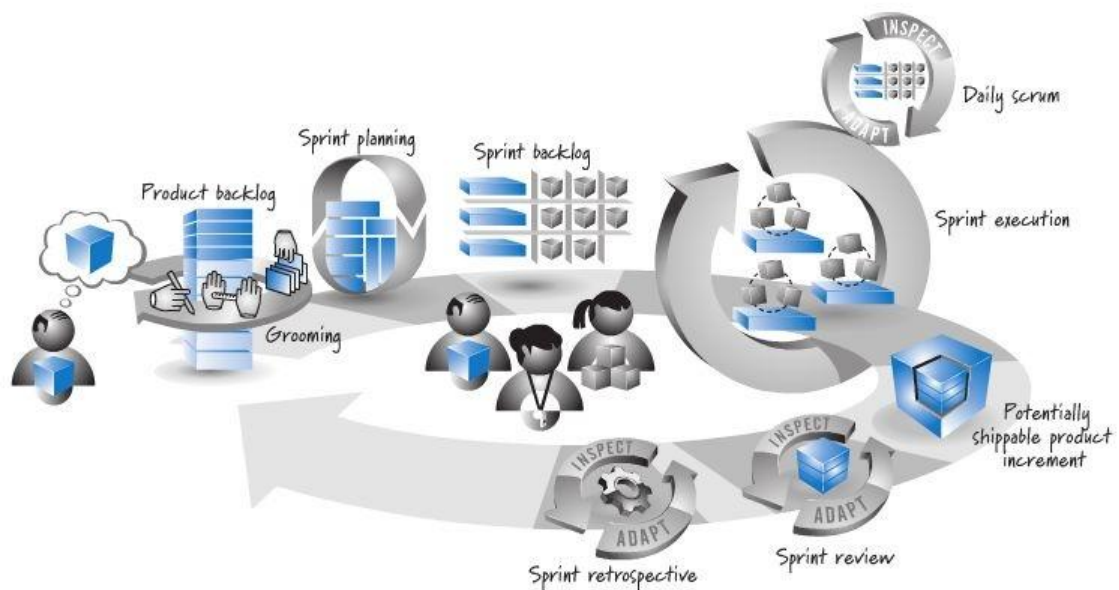 INSPECT
ADAPT
Daily scrum
Sprint planning
Sprint backlog
Product backlog
Sprint execution
Grooming
Potentially
shippable product
increment
INSPECT
ADAPT
Sprint review
INSPECT
ADAPT
Sprint retrospective